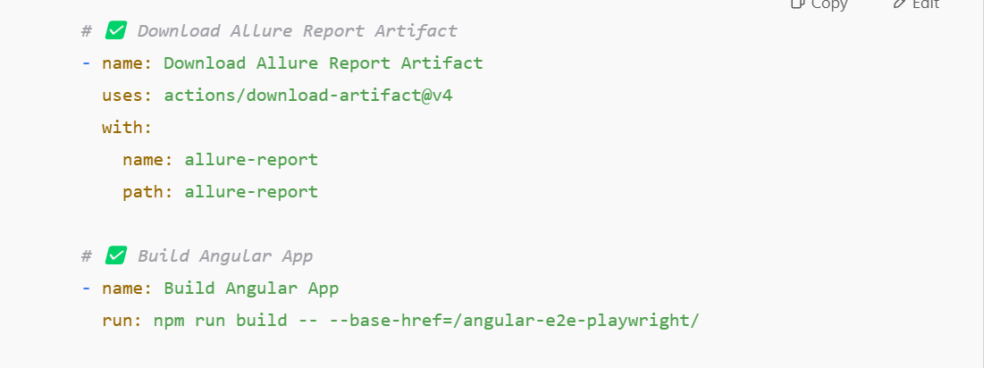 Copy Edit
# ✅ Download Allure Report Artifact
- name: Download Allure Report Artifact
uses: actions/download-artifact@v4
with:
name: allure-report
path: allure-report
# ✅ Build Angular App
- name: Build Angular App
run: npm run build -- --base-href=/angular-e2e-playwright/